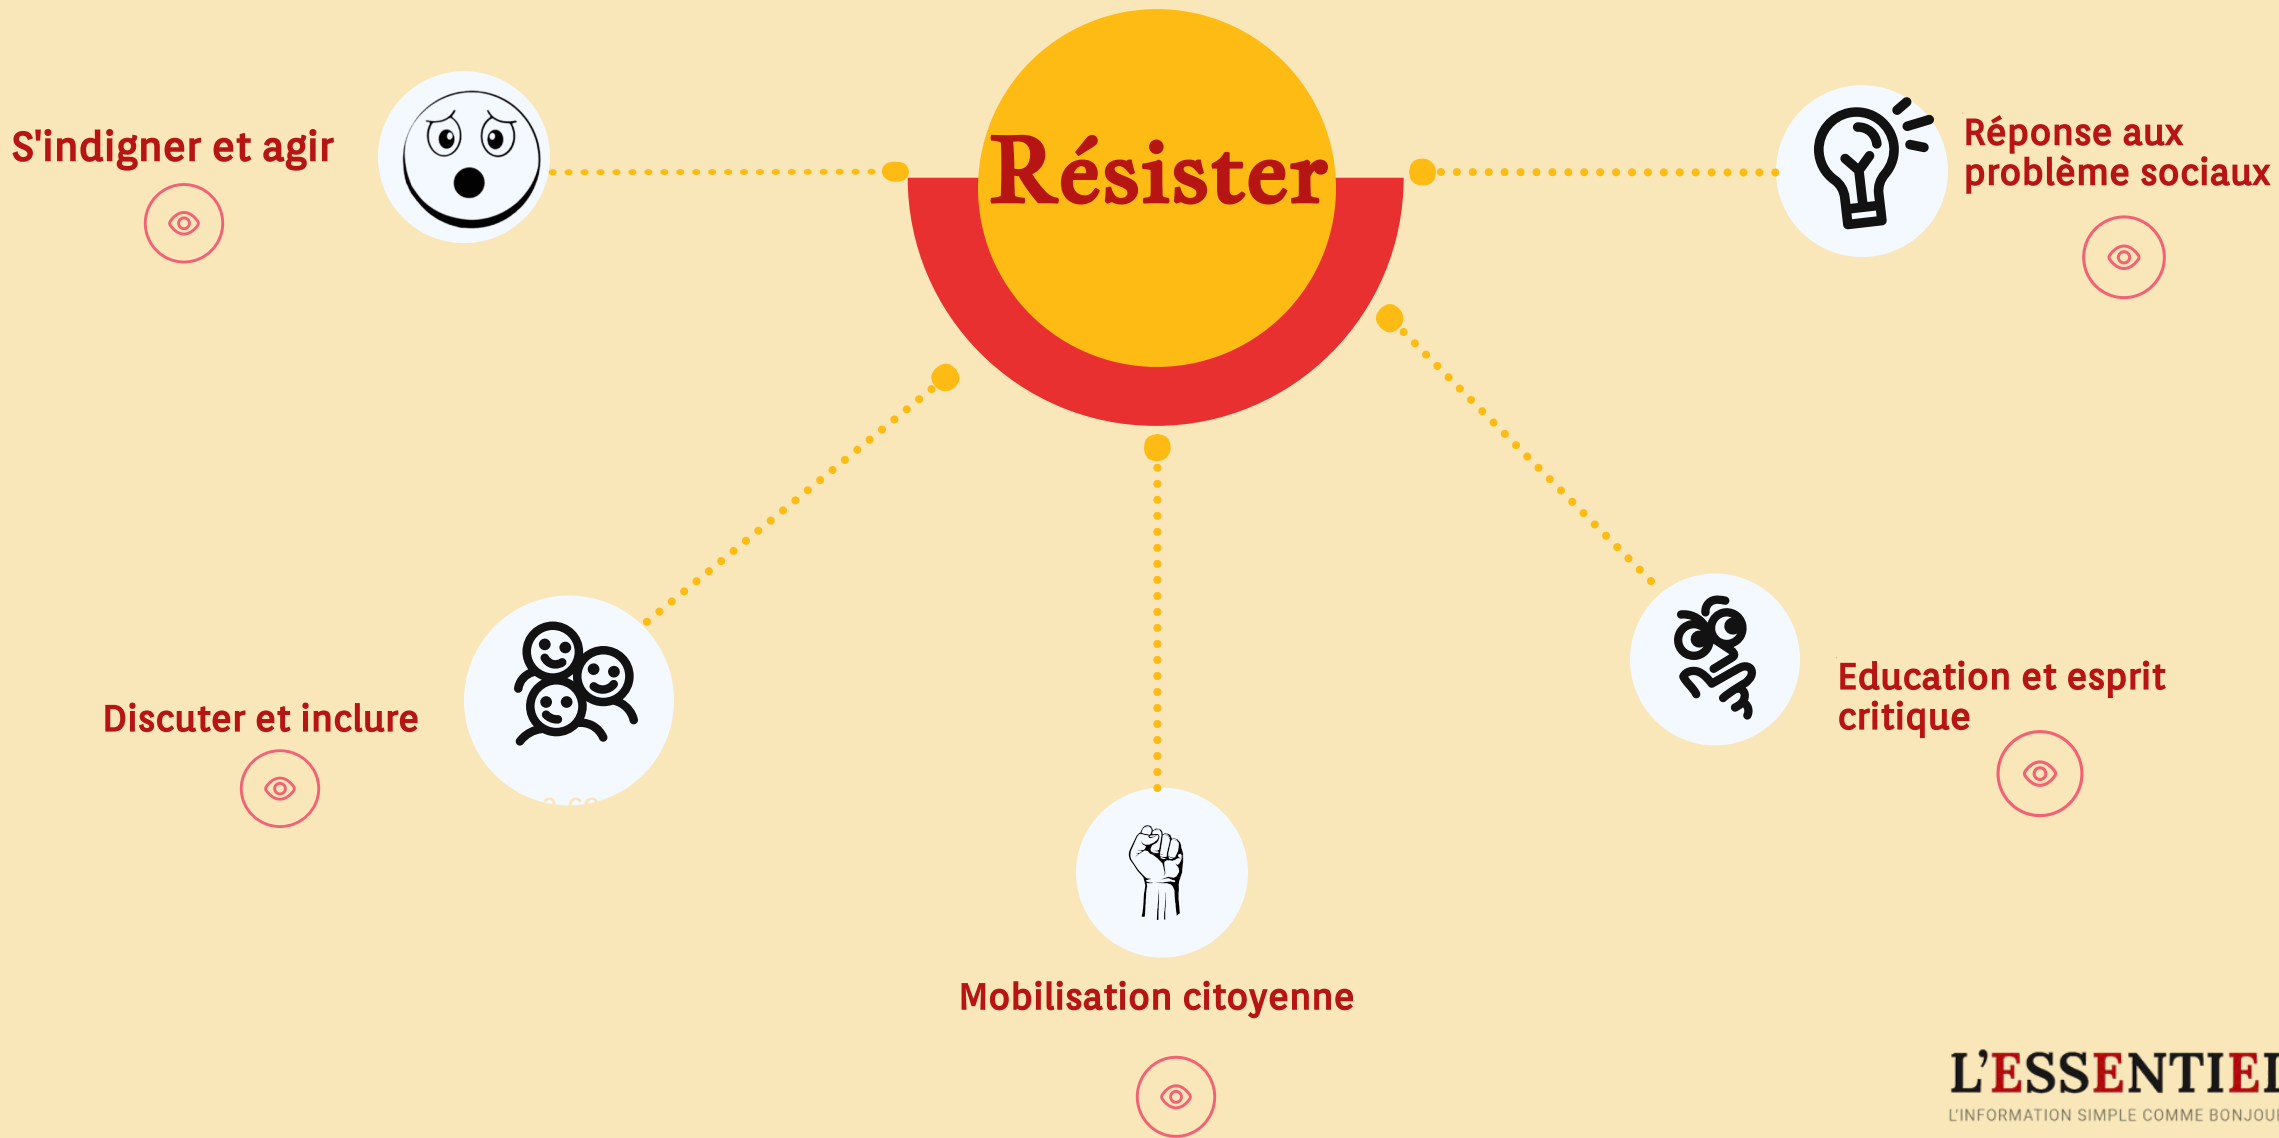 Résister
S'indigner et agir
Réponse aux
problème sociaux
Discuter et inclure
Education et esprit
critique
Mobilisation citoyenne
L'ESSENTIEL
L'INFORMATION SIMPLE COMME BONJOUR